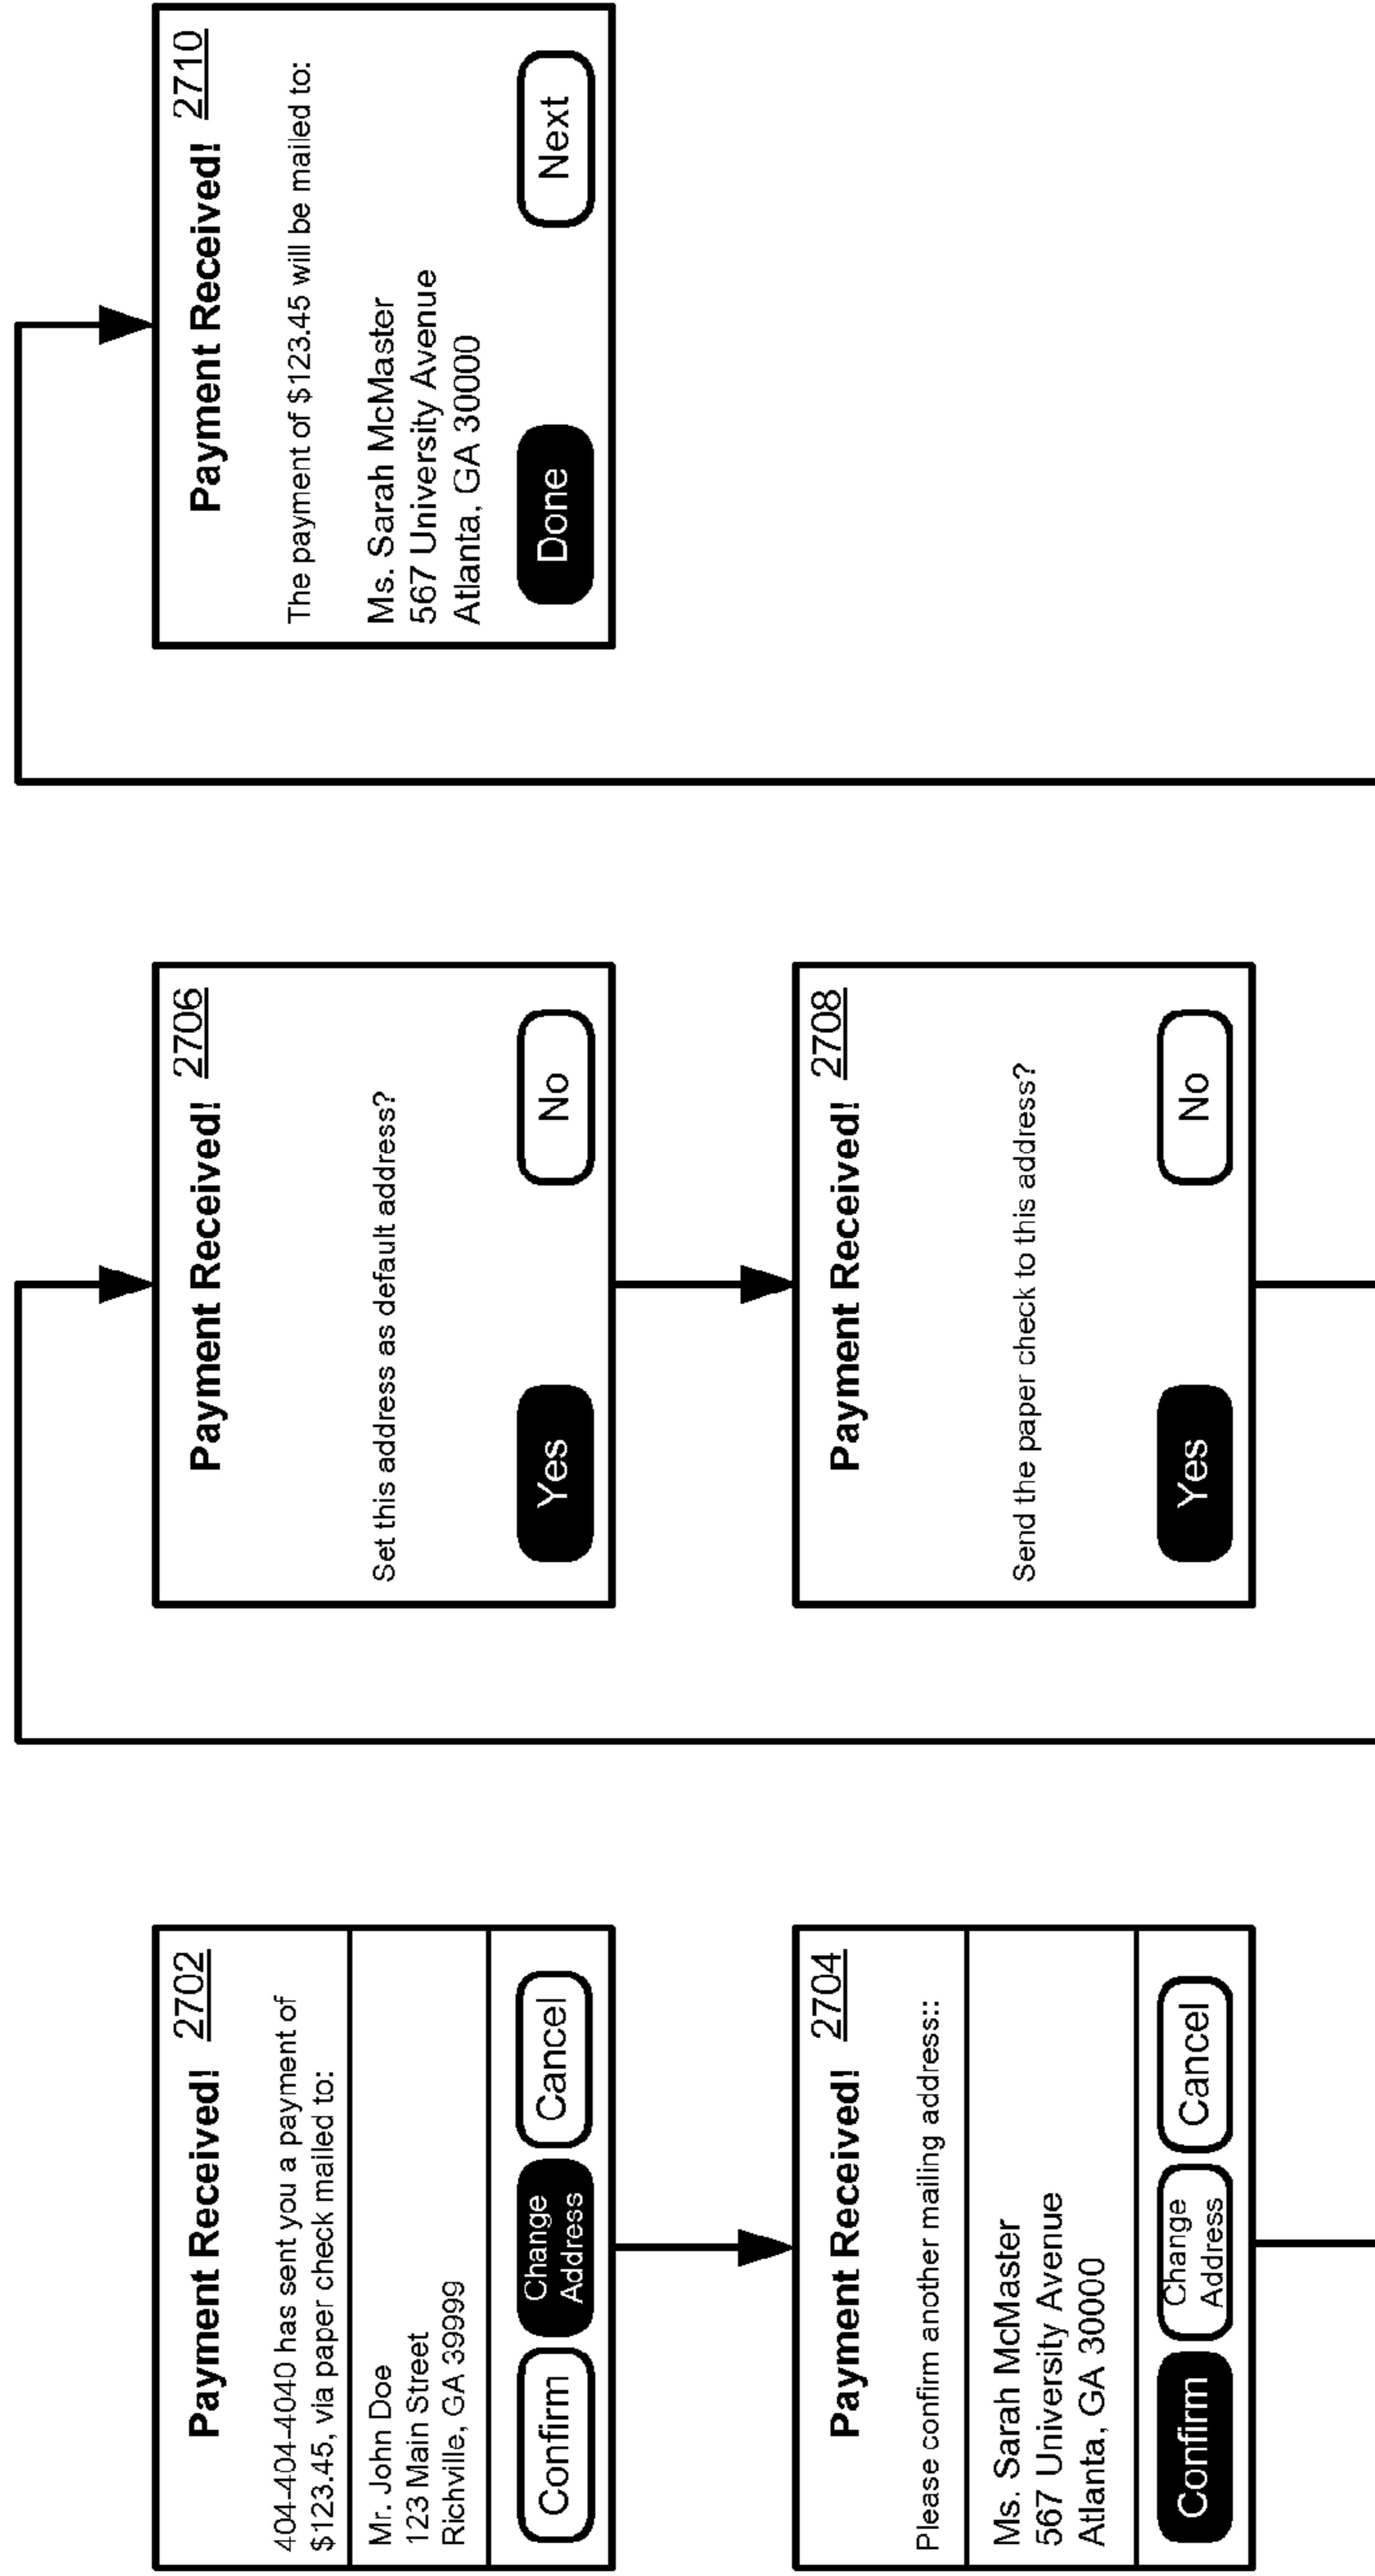 Payment Received! 2702
404-404-4040 has sent you a payment of
$123.45, via paper check mailed to:
Mr. John Doe
123 Main Street
Richville, GA 39999
Confirm
Change
Address
Cancel
Payment Received! 2704
Please confirm another mailing address::
Ms. Sarah McMaster
567 University Avenue
Atlanta, GA 30000
Confirm
Change
Address
Cancel
Payment Received! 2706
Set this address as default address?
Yes
No
Payment Received! 2708
Send the paper check to this address?
Yes
No
Payment Received! 2710
The payment of $123.45 will be mailed to:
Ms. Sarah McMaster
567 University Avenue
Atlanta, GA 30000
Done
Next